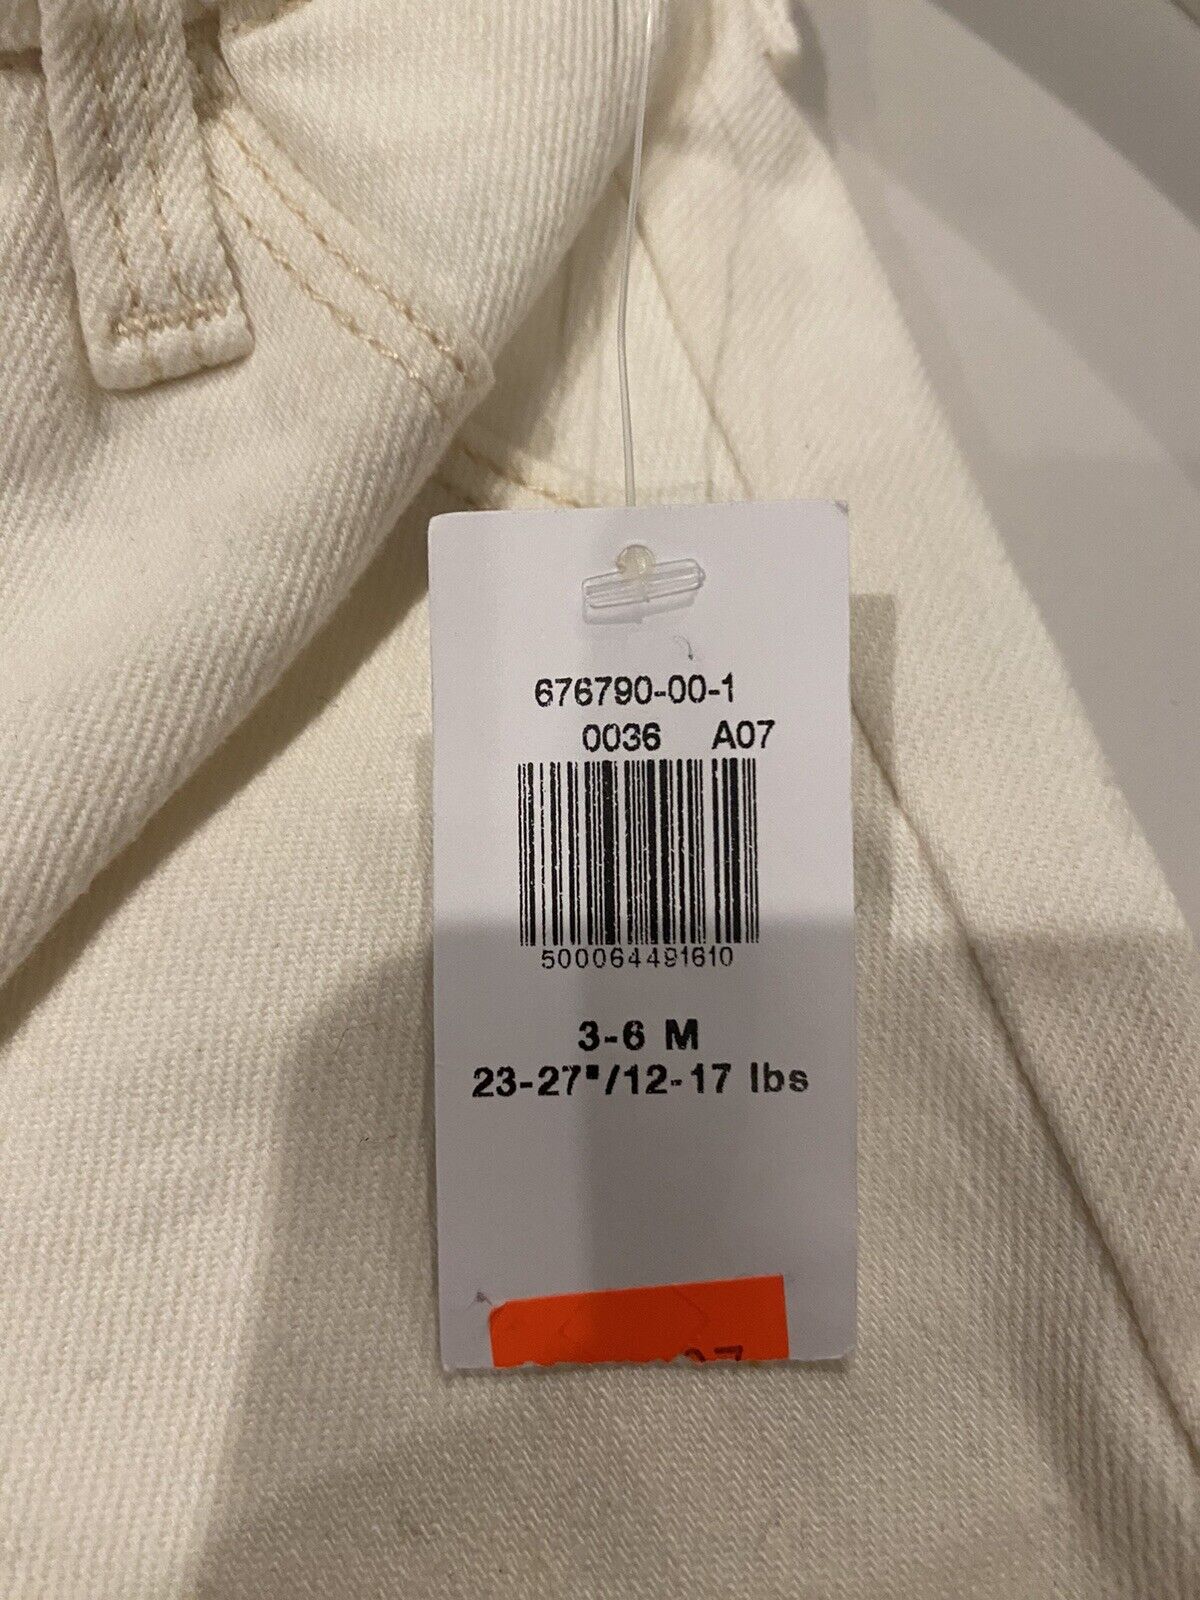 676790-00-1
0036 A07
500064491610
3-6 M
23-27"/12-17 lbs